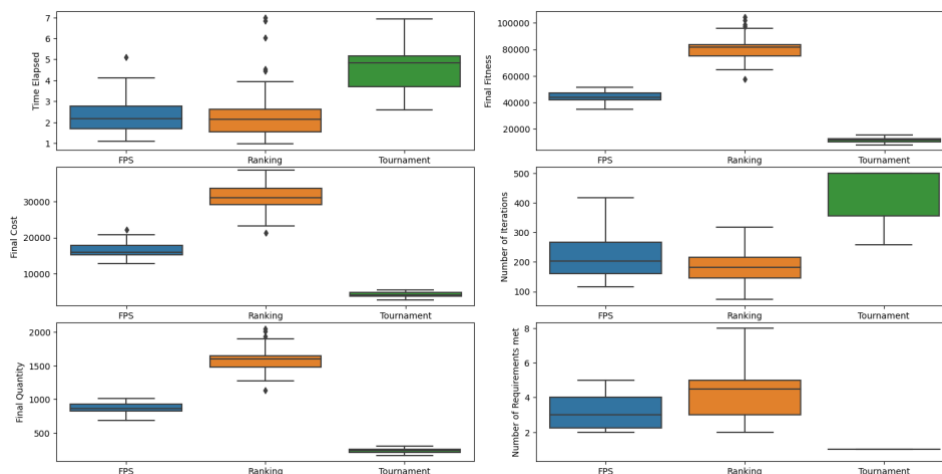 Time Elapsed
7
6
5
4
3
2
1
FPS
Ranking
Tournament
Final Fitness
100000
80000
60000
40000
20000
FPS
Ranking
Tournament
Final Cost
30000
20000
10000
FPS
Ranking
Tournament
Number of Iterations
500
400
300
200
100
FPS
Ranking
Tournament
Final Quantity
2000
1500
1000
500
FPS
Ranking
Tournament
Number of Requirements met
8
6
4
2
FPS
Ranking
Tournament